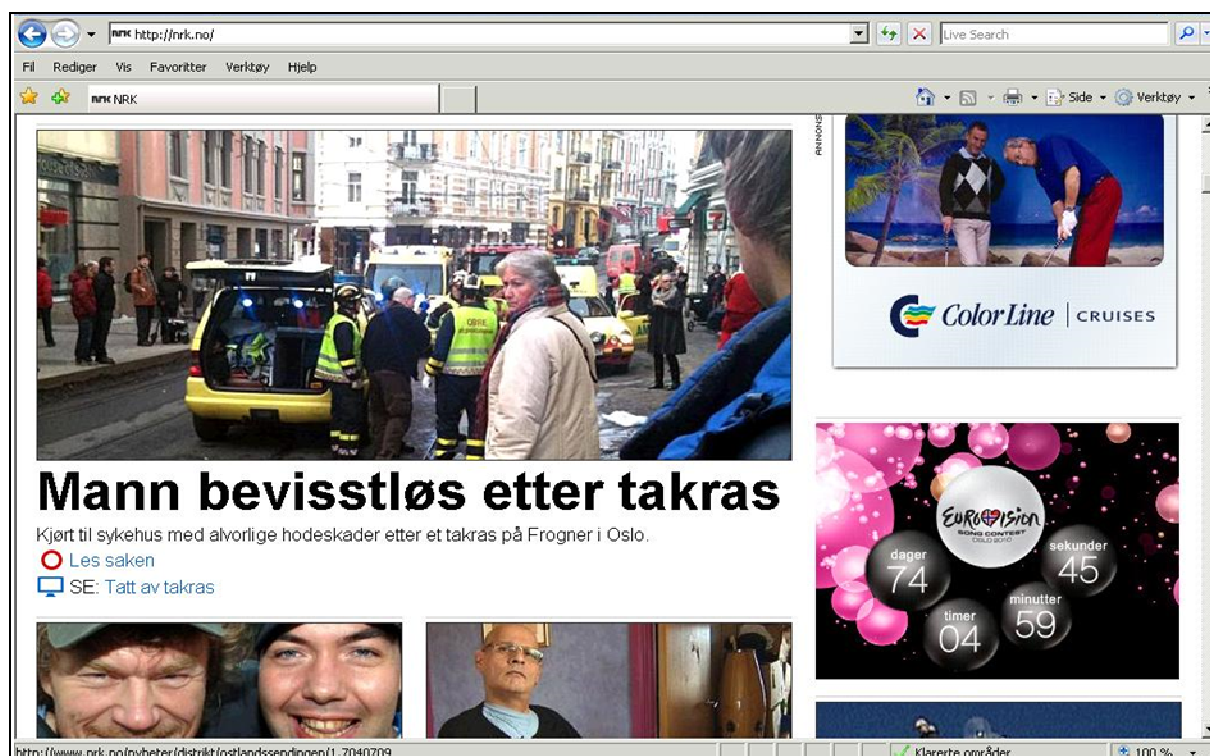 nrk http://nrk.no/
Live Search
Fil Rediger Vis Favoritter Verktøy Hjelp
nrk NRK
Side Verktøy
ANNONS
Color Line | CRUISES
Mann bevisstløs etter takras
Kjørt til sykehus med alvorlige hodeskader etter et takras på Frogner i Oslo.
Les saken
SE: Tatt av takras
EUROVISION
SONG CONTEST
OSLO 2010
dager
74
timer
04
minutter
59
sekunder
45
http://www.nrk.no/nyheter/distrikt/ostlandssendingen/1.7040709
Klarerte områder
100 %